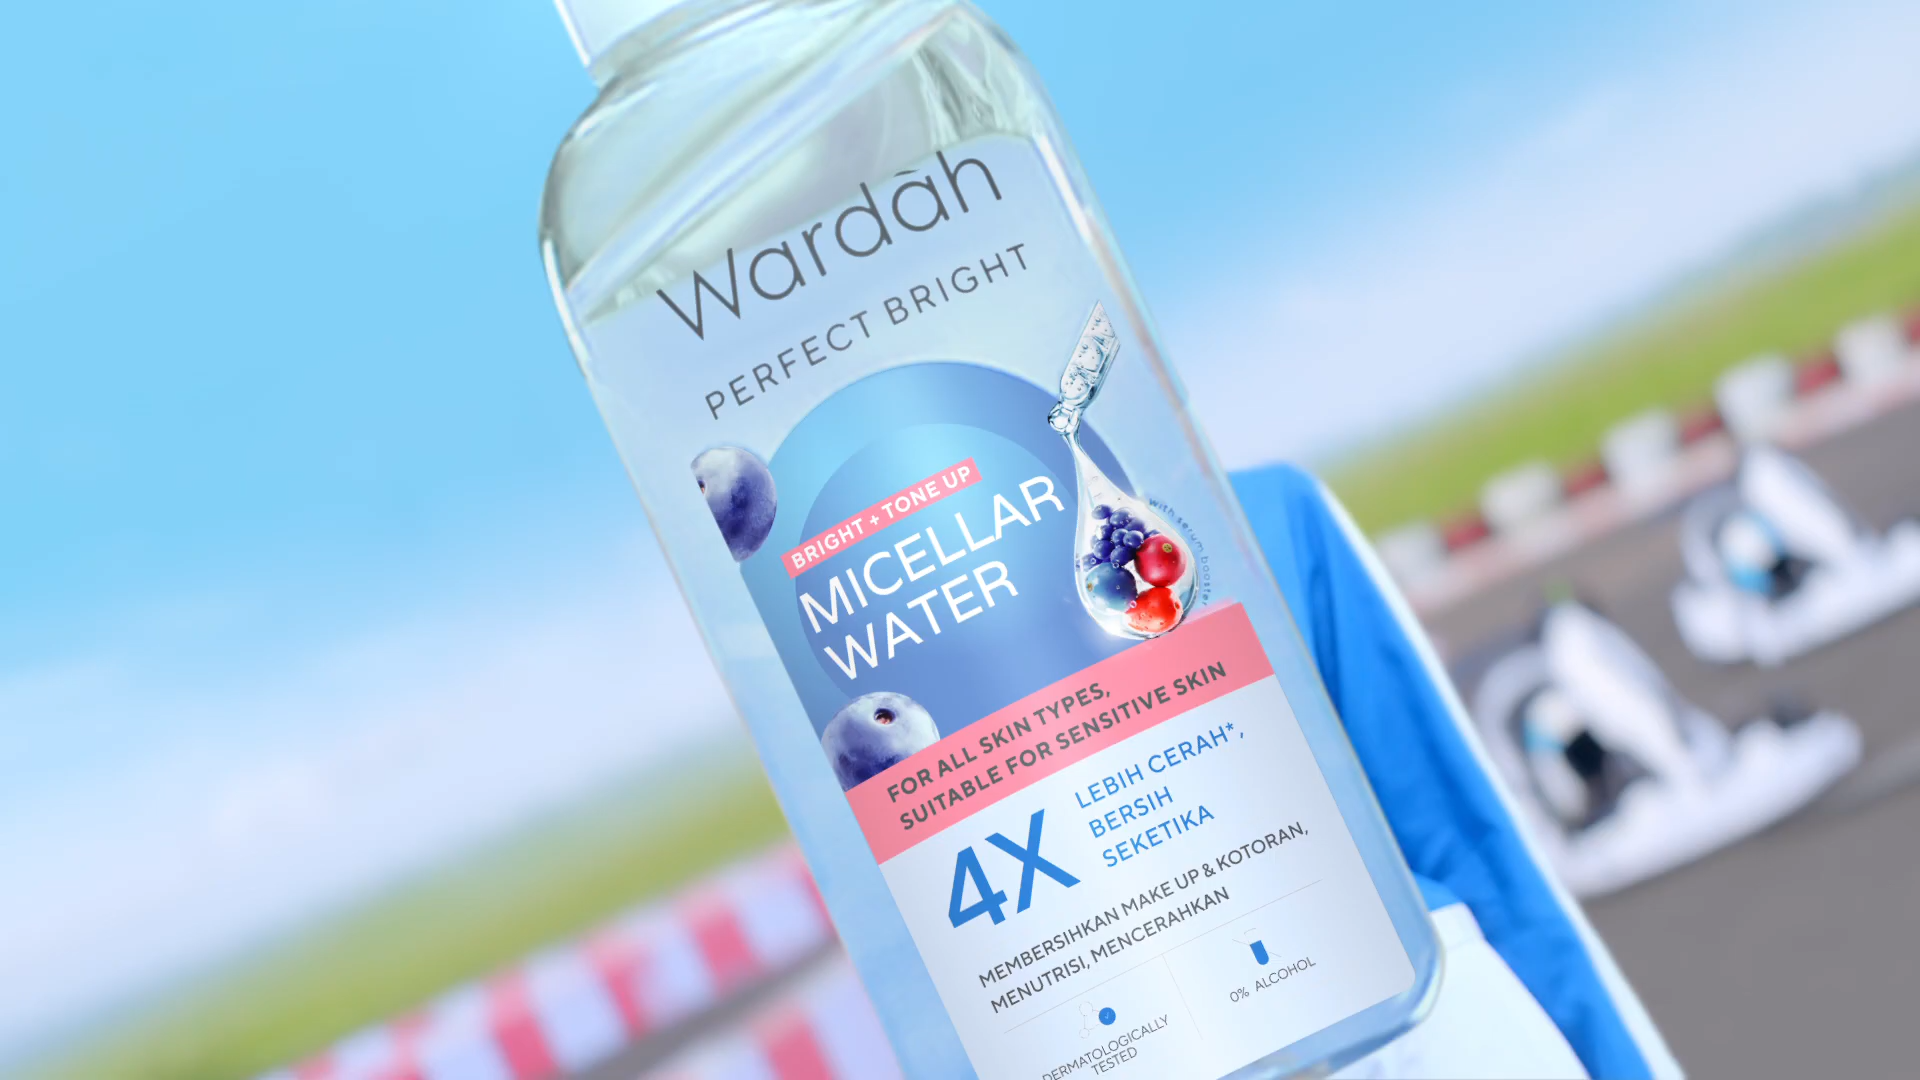 Wardàh
PERFECT BRIGHT
BRIGHT + TONE UP
MICELLAR
WATER
with serum booster
FOR ALL SKIN TYPES,
SUITABLE FOR SENSITIVE SKIN
4X
LEBIH CERAH*,
BERSIH
SEKETIKA
MEMBERSIHKAN MAKE UP & KOTORAN,
MENUTRISI, MENCERAHKAN
DERMATOLOGICALLY
TESTED
0% ALCOHOL